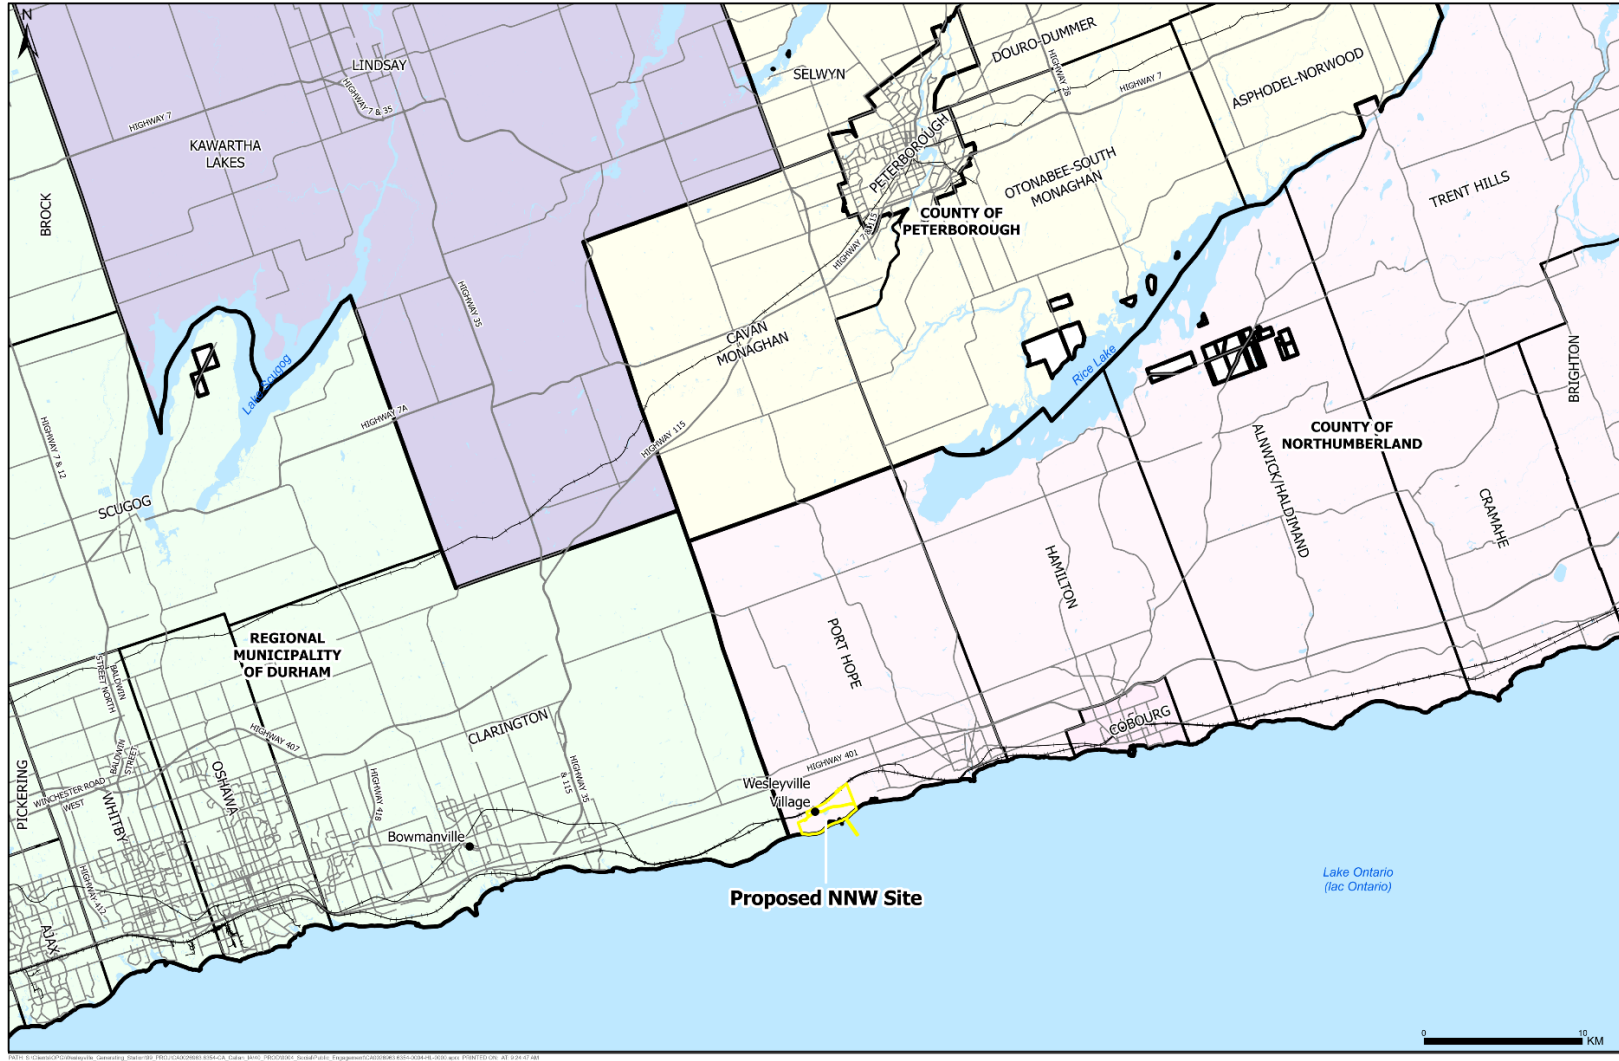 N
LINDSAY
HIGHWAY 7 & 35
HIGHWAY 7
KAWARTHA
LAKES
BROCK
SELWYN
DOURO-DUMMER
HIGHWAY 28
HIGHWAY 7
ASPHODEL-NORWOOD
PETERBOROUGH
OTONABEE-SOUTH
MONAGHAN
TRENT HILLS
COUNTY OF
PETERBOROUGH
HIGHWAY 7/115
HIGHWAY 35
CAVAN
MONAGHAN
Rice Lake
BRIGHTON
Lake Scugog
HIGHWAY 7A
HIGHWAY 7 & 12
HIGHWAY 115
COUNTY OF
NORTHUMBERLAND
ALNWICK/HALDIMAND
CRAMAHE
SCUGOG
HAMILTON
PORT HOPE
REGIONAL
MUNICIPALITY
OF DURHAM
BALDWIN
STREET NORTH
CLARINGTON
COBOURG
HIGHWAY 407
BALDWIN
STREET
HIGHWAY 401
PICKERING
WINCHESTER ROAD
WEST
WHITBY
OSHAWA
HIGHWAY 418
HIGHWAY 35
& 115
Wesleyville
Village
Bowmanville
HIGHWAY 412
AJAX
Proposed NNW Site
Lake Ontario
(lac Ontario)
0
10
KM